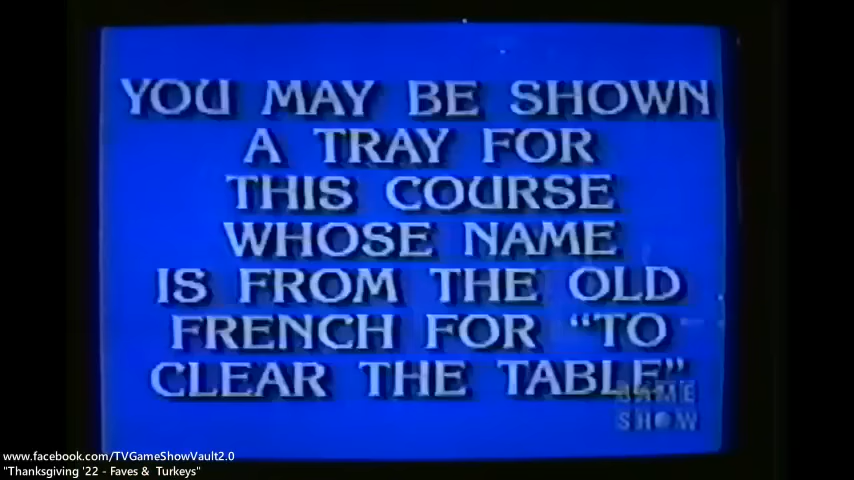 YOU MAY BE SHOWN
A TRAY FOR
THIS COURSE
WHOSE NAME
IS FROM THE OLD
FRENCH FOR “TO
CLEAR THE TABLE”
GAME
SHOW
www.facebook.com/TVGameShowVault2.0
"Thanksgiving '22 - Faves & Turkeys"